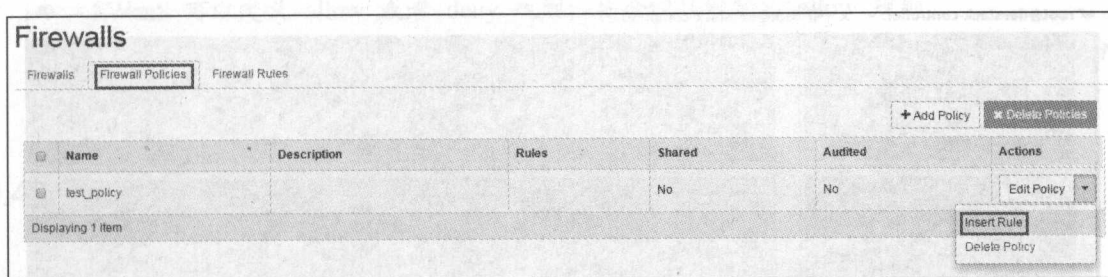 Firewalls
Firewalls Firewall Policies Firewall Rules
+ Add Policy × Delete Policies
Name Description Rules Shared Audited Actions
test_policy No No Edit Policy
Displaying 1 item
Insert Rule
Delete Policy